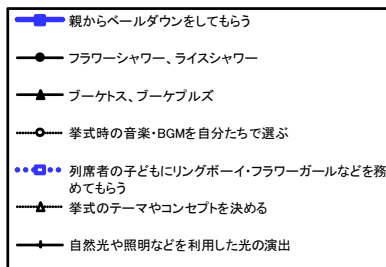 親からベールダウンをしてもらう
フラワーシャワー、ライスシャワー
ブーケトス、ブーケプルズ
挙式時の音楽・BGMを自分たちで選ぶ
列席者の子どもにリングボーイ・フラワーガールなどを務
めてもらう
挙式のテーマやコンセプトを決める
自然光や照明などを利用した光の演出